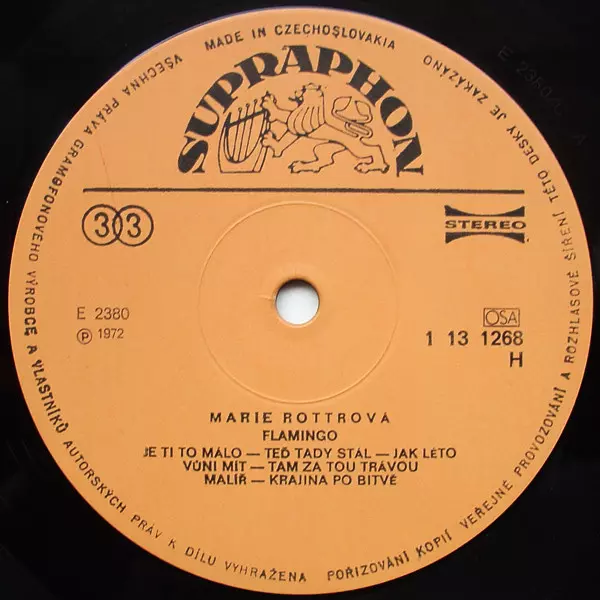 MADE IN CZECHOSLOVAKIA
VŠECHNA PRÁVA GRAMOFONOVÉHO VÝROBCE A VLASTNÍKŮ AUTORSKÝCH PRÁV K DÍLU VYHRAŽENA
POŘIZOVÁNÍ KOPIÍ VEŘEJNÉ PROVOZOVÁNÍ A ROZHLASOVÉ ŠÍŘENÍ TÉTO DESKY JE ZAKÁZÁNO
SUPRAPHON
33
STEREO
E 2380
Ⓟ 1972
OSA
1 13 1268
H
MARIE ROTTROVÁ
FLAMINGO
JE TI TO MÁLO — TEĎ TADY STÁL — JAK LÉTO
VŮNI MÍT — TAM ZA TOU TRÁVOU
MALÍŘ — KRAJINA PO BITVĚ